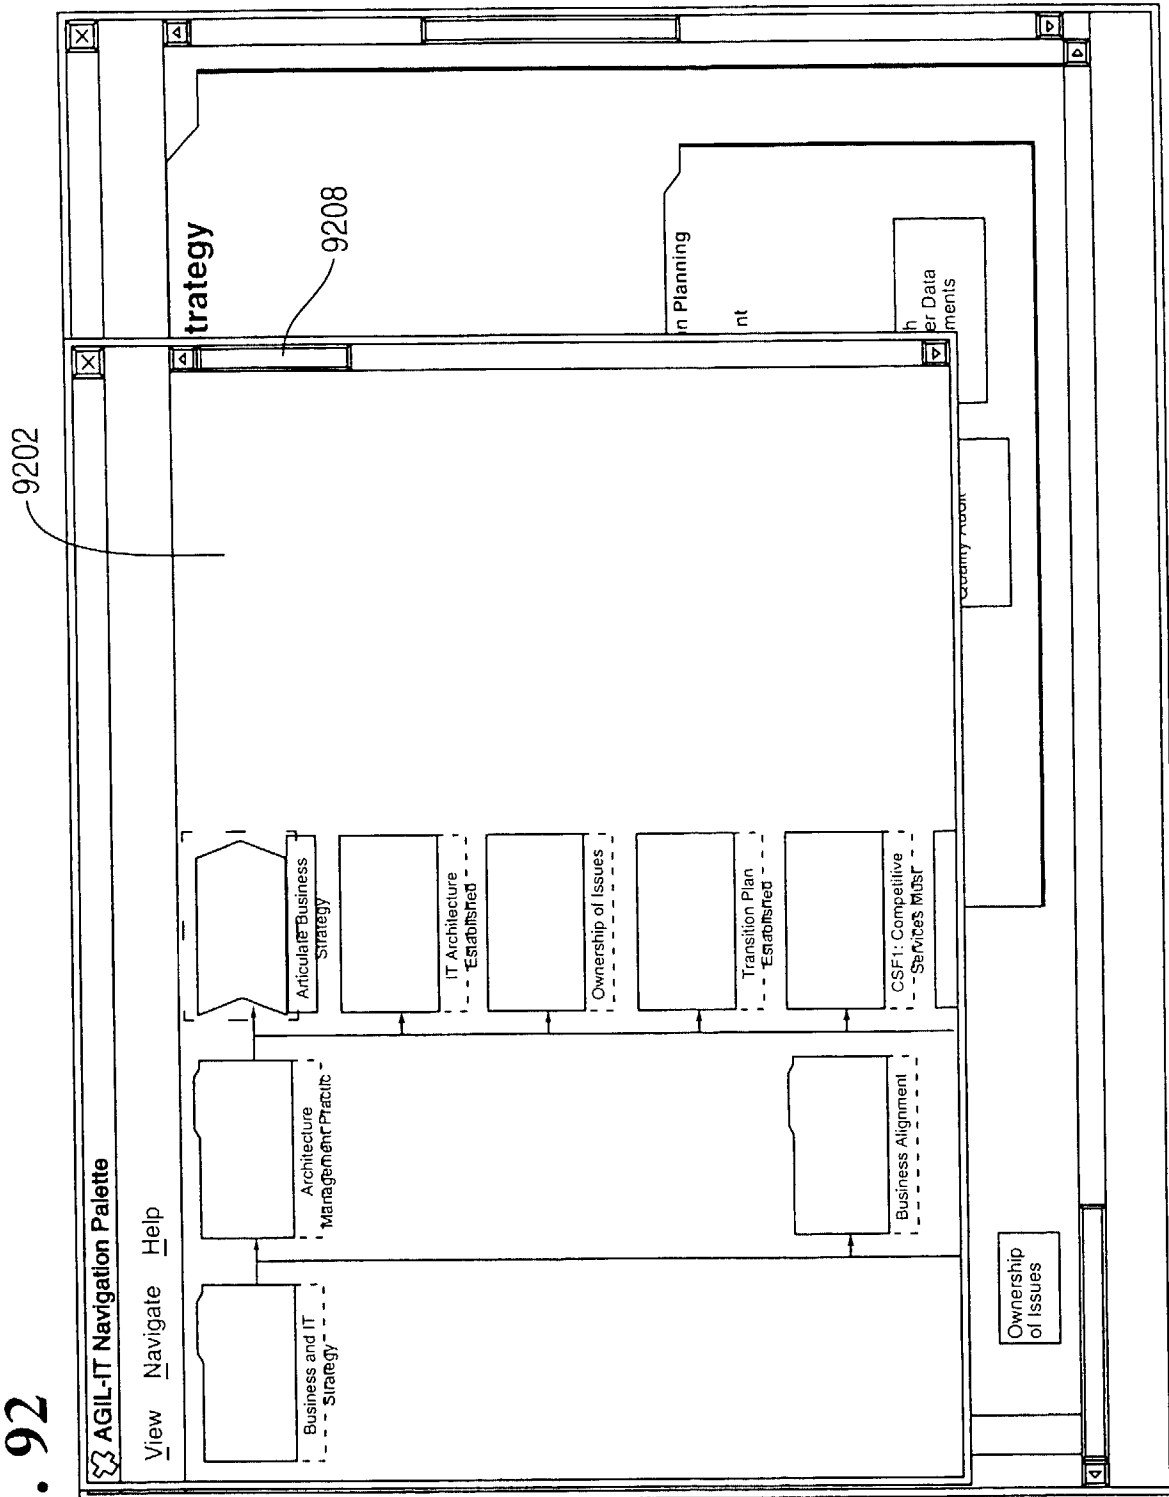 . 92
9202
AGIL-IT Navigation Palette
View Navigate Help
trategy
9208
Business and IT
Strategy
Architecture
Management Practic
Articulate Business
Strategy
IT Architecture
Established
Ownership of Issues
Transition Plan
Established
Business Alignment
CSF1: Competitive
Services Must
n Planning
nt
h
er Data
ments
Quality Audit
Ownership
of Issues